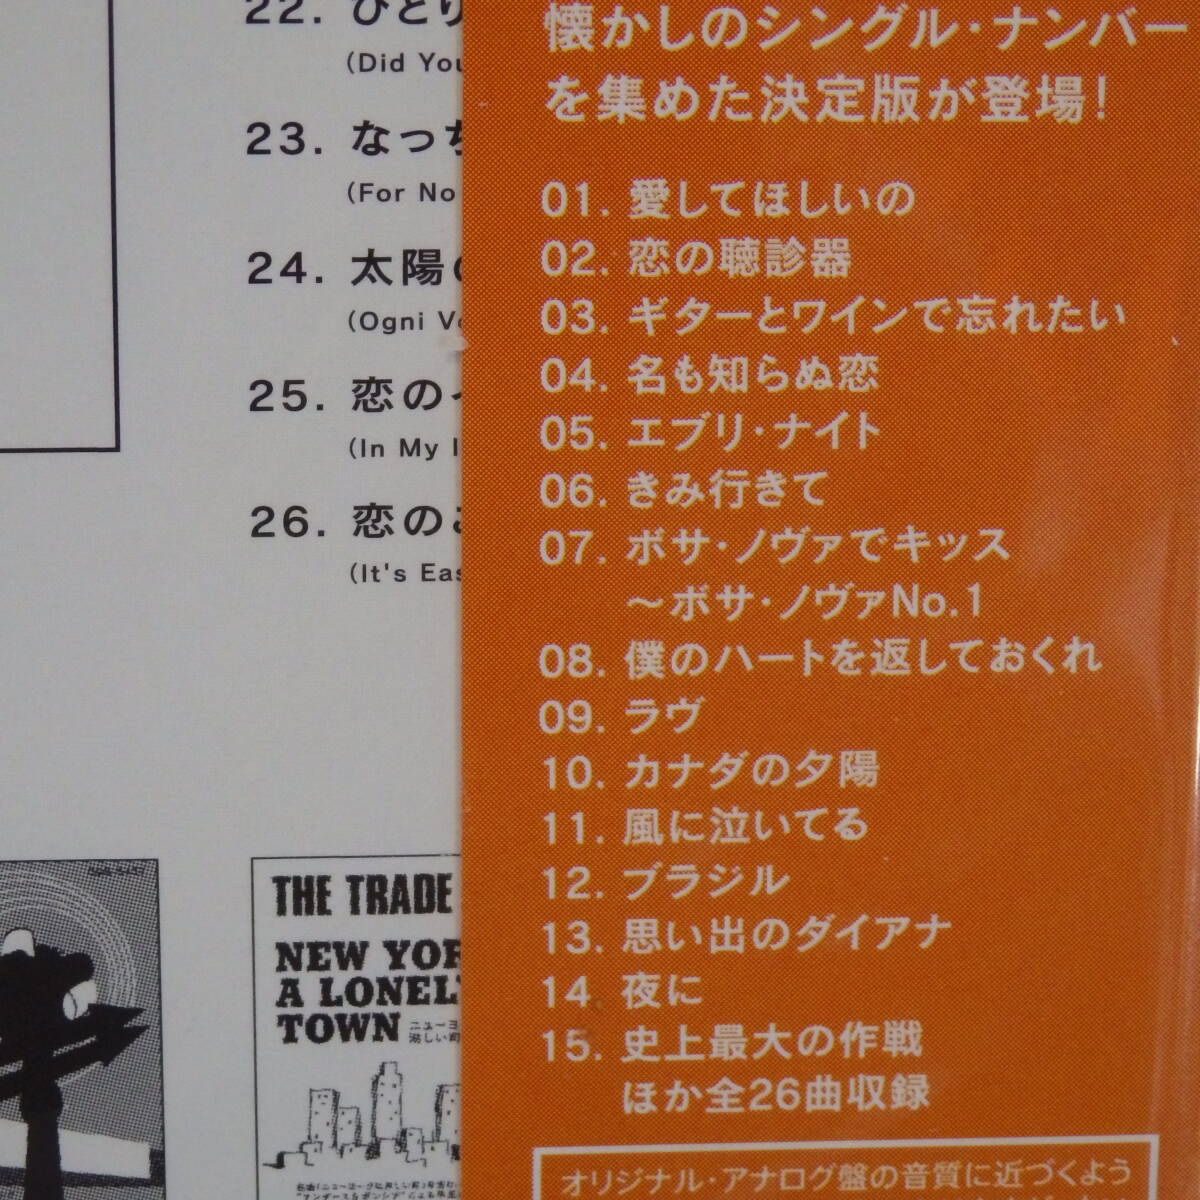 22. ひとり
(Did You
23. なっち
(For No
24. 太陽の
(Ogni Vo
25. 恋の
(In My
26. 恋のこ
(It's Eas
THE TRADE
NEW YOR
A LONEL
TOWN
懐かしのシングル・ナンバー
を集めた決定版が登場!
01. 愛してほしいの
02. 恋の聴診器
03. ギターとワインで忘れたい
04. 名も知らぬ恋
05. エブリ・ナイト
06. きみ行きて
07. ボサ・ノヴァでキッス
～ボサ・ノヴァNo.1
08. 僕のハートを返しておくれ
09. ラヴ
10. カナダの夕陽
11. 風に泣いてる
12. ブラジル
13. 思い出のダイアナ
14. 夜に
15. 史上最大の作戦
ほか全26曲収録
オリジナル・アナログ盤の音質に近づくよう